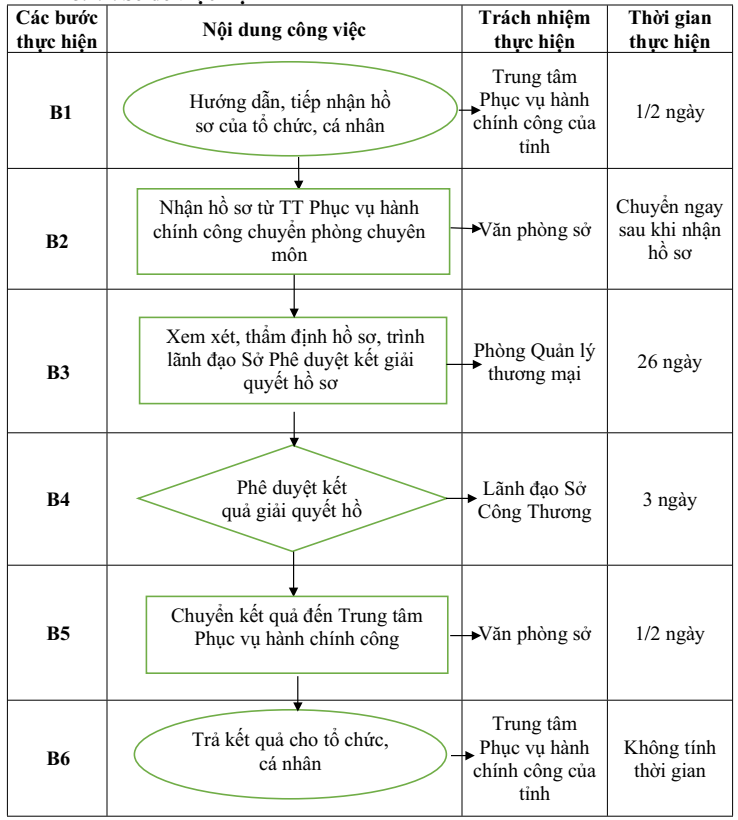 Các bước
thực hiện
Nội dung công việc
Trách nhiệm
thực hiện
Thời gian
thực hiện
B1
Hướng dẫn, tiếp nhận hồ
sơ của tổ chức, cá nhân
Trung tâm
Phục vụ hành
chính công của
tỉnh
1/2 ngày
B2
Nhận hồ sơ từ TT Phục vụ hành
chính công chuyển phòng chuyên
môn
Văn phòng sở
Chuyển ngay
sau khi nhận
hồ sơ
B3
Xem xét, thẩm định hồ sơ, trình
lãnh đạo Sở Phê duyệt kết giải
quyết hồ sơ
Phòng Quản lý
thương mại
26 ngày
B4
Phê duyệt kết
quả giải quyết hồ
Lãnh đạo Sở
Công Thương
3 ngày
B5
Chuyển kết quả đến Trung tâm
Phục vụ hành chính công
Văn phòng sở
1/2 ngày
B6
Trả kết quả cho tổ chức,
cá nhân
Trung tâm
Phục vụ hành
chính công của
tỉnh
Không tính
thời gian